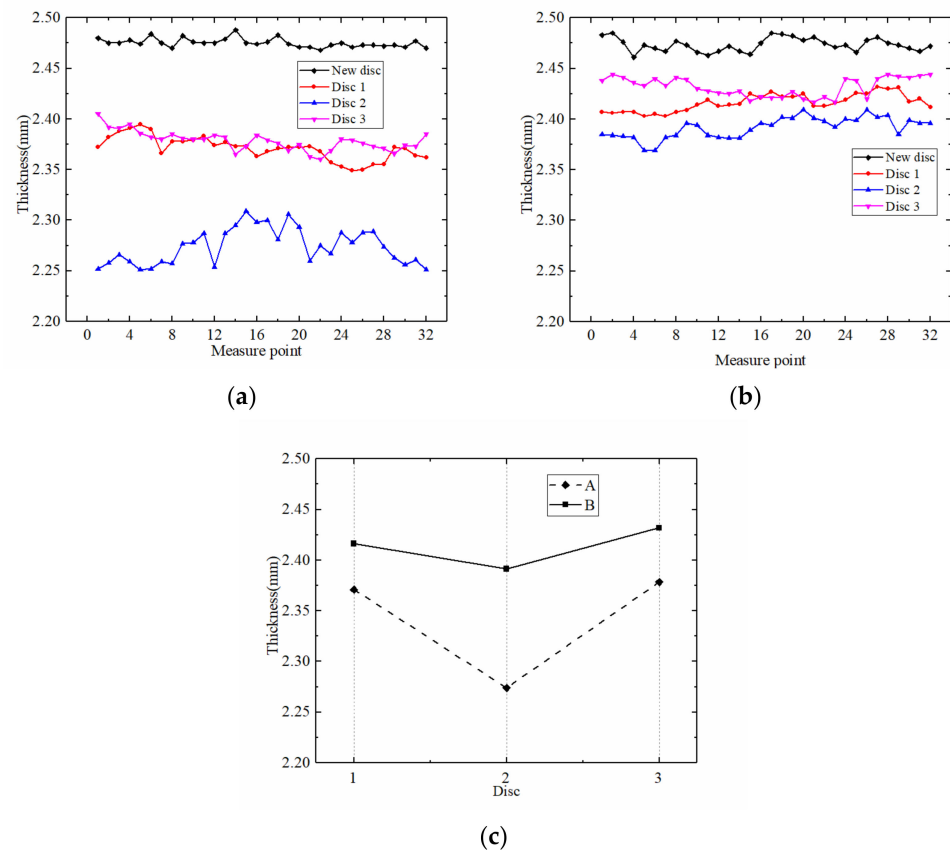 2.50
2.45
2.40
2.35
2.30
2.25
2.20
Thickness(mm)
New disc
Disc 1
Disc 2
Disc 3
0 4 8 12 16 20 24 28 32
Measure point
(a)
2.50
2.45
2.40
2.35
2.30
2.25
2.20
Thickness(mm)
New disc
Disc 1
Disc 2
Disc 3
0 4 8 12 16 20 24 28 32
Measure point
(b)
2.50
2.45
2.40
2.35
2.30
2.25
2.20
Thickness(mm)
A
B
1 2 3
Disc
(c)